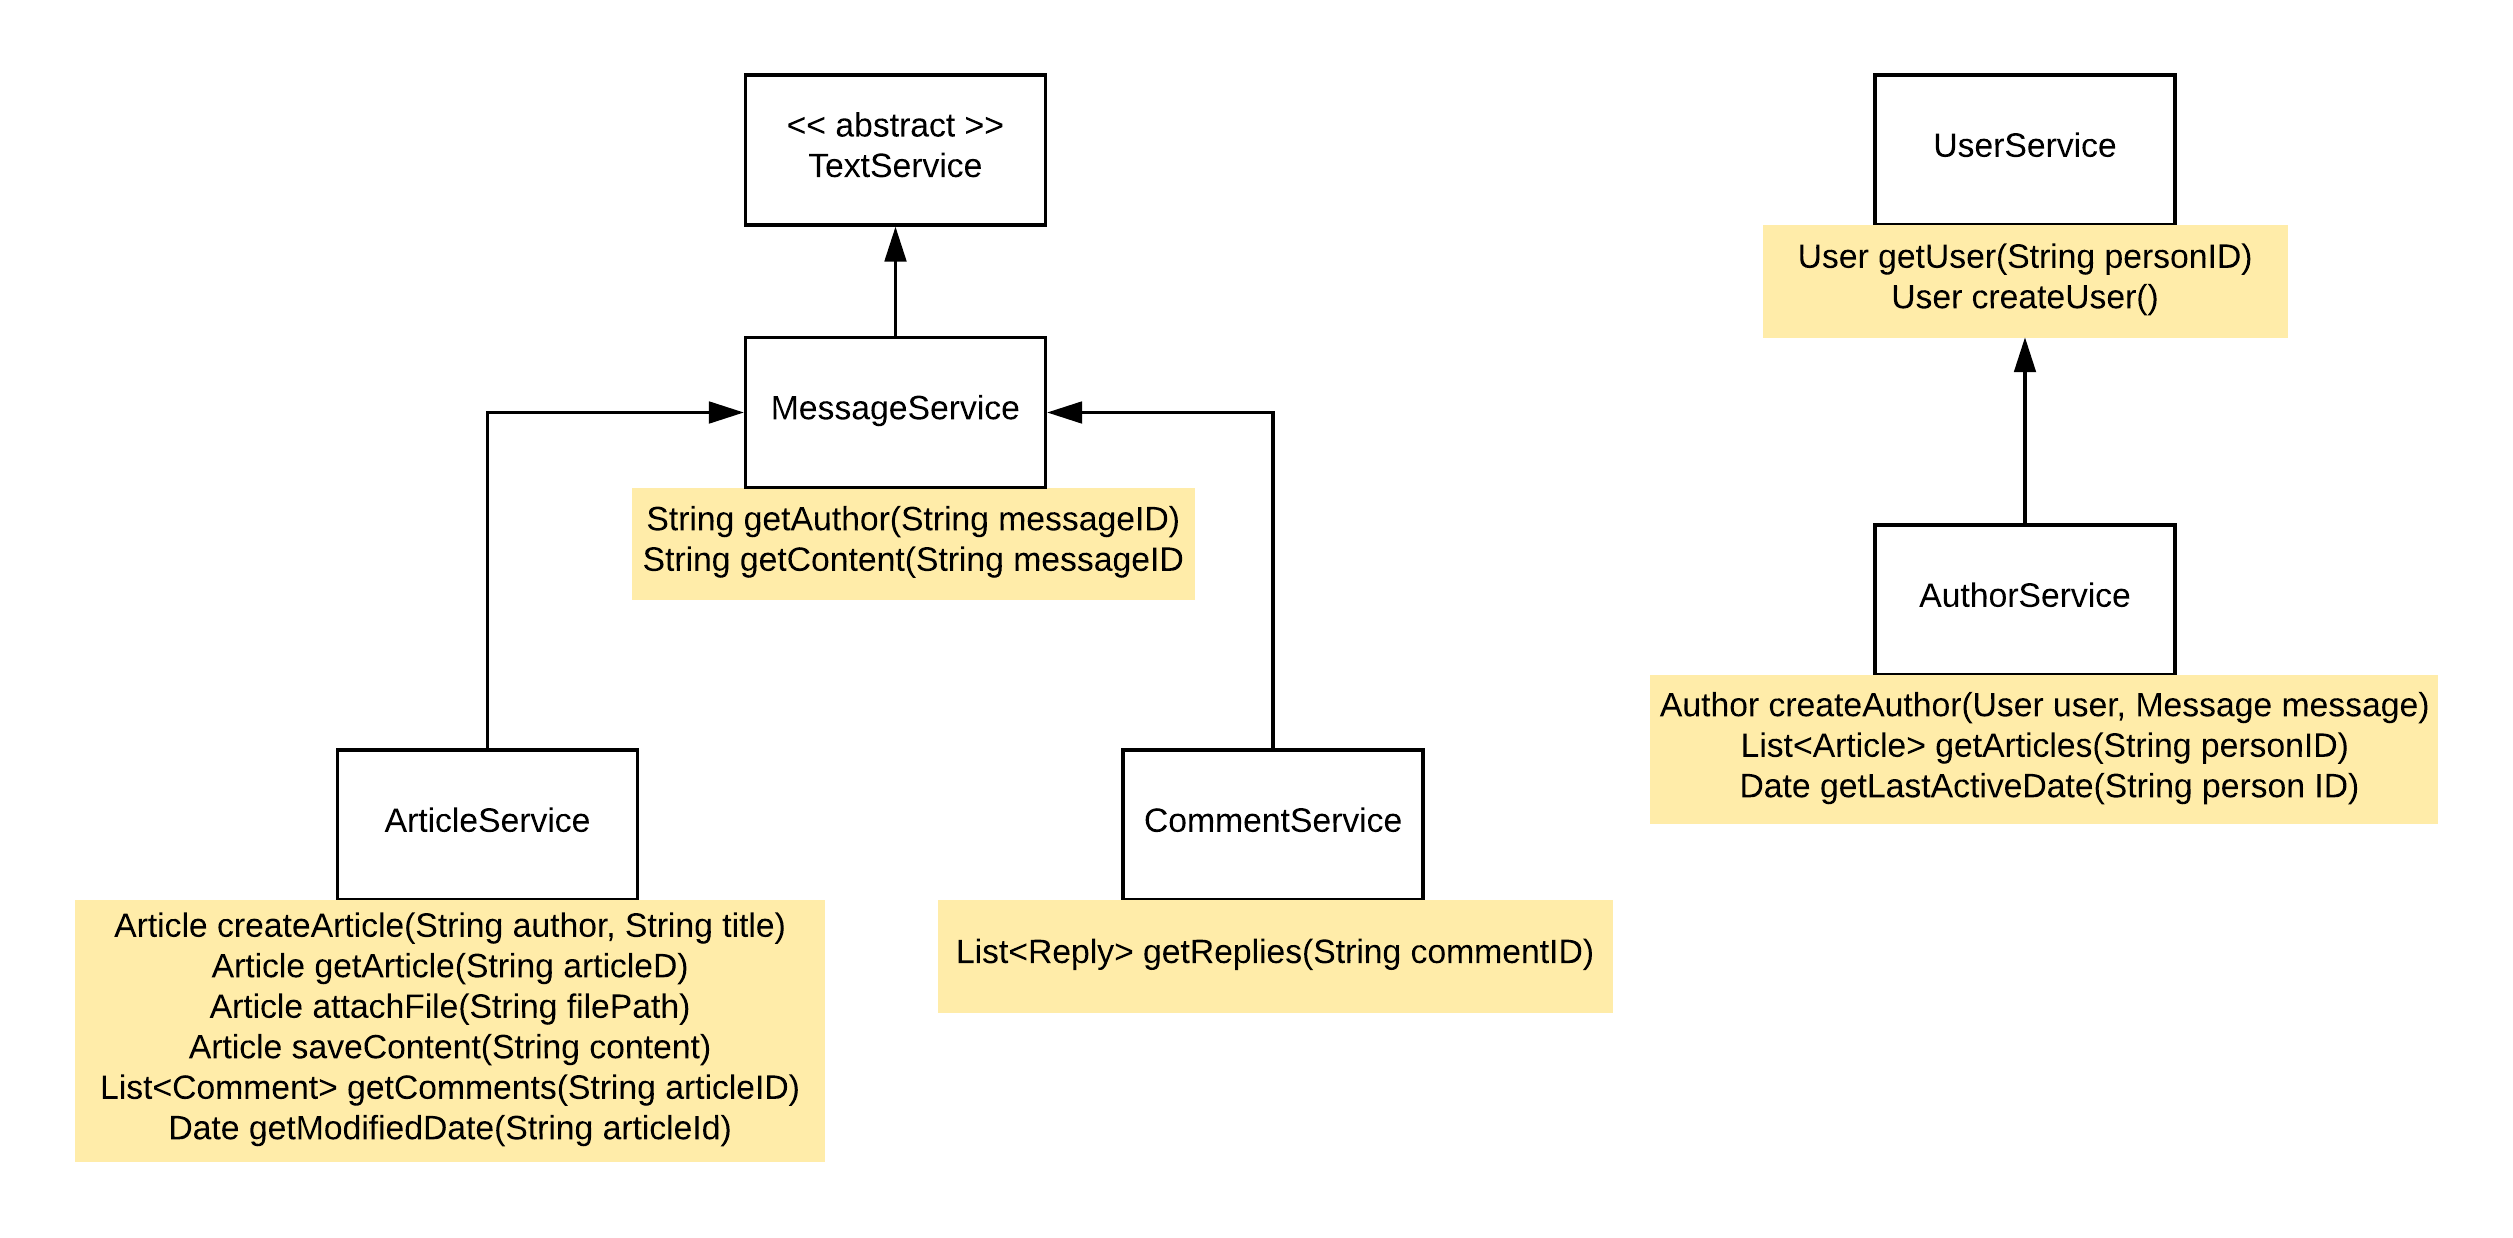 << abstract >>
TextService
UserService
User getUser(String personID)
User createUser()
MessageService
String getAuthor(String messageID)
String getContent(String messageID
AuthorService
Author createAuthor(User user, Message message)
List<Article> getArticles(String personID)
Date getLastActiveDate(String person ID)
ArticleService
Article createArticle(String author, String title)
Article getArticle(String articleD)
Article attachFile(String filePath)
Article saveContent(String content)
List<Comment> getComments(String articleID)
Date getModifiedDate(String articleId)
CommentService
List<Reply> getReplies(String commentID)